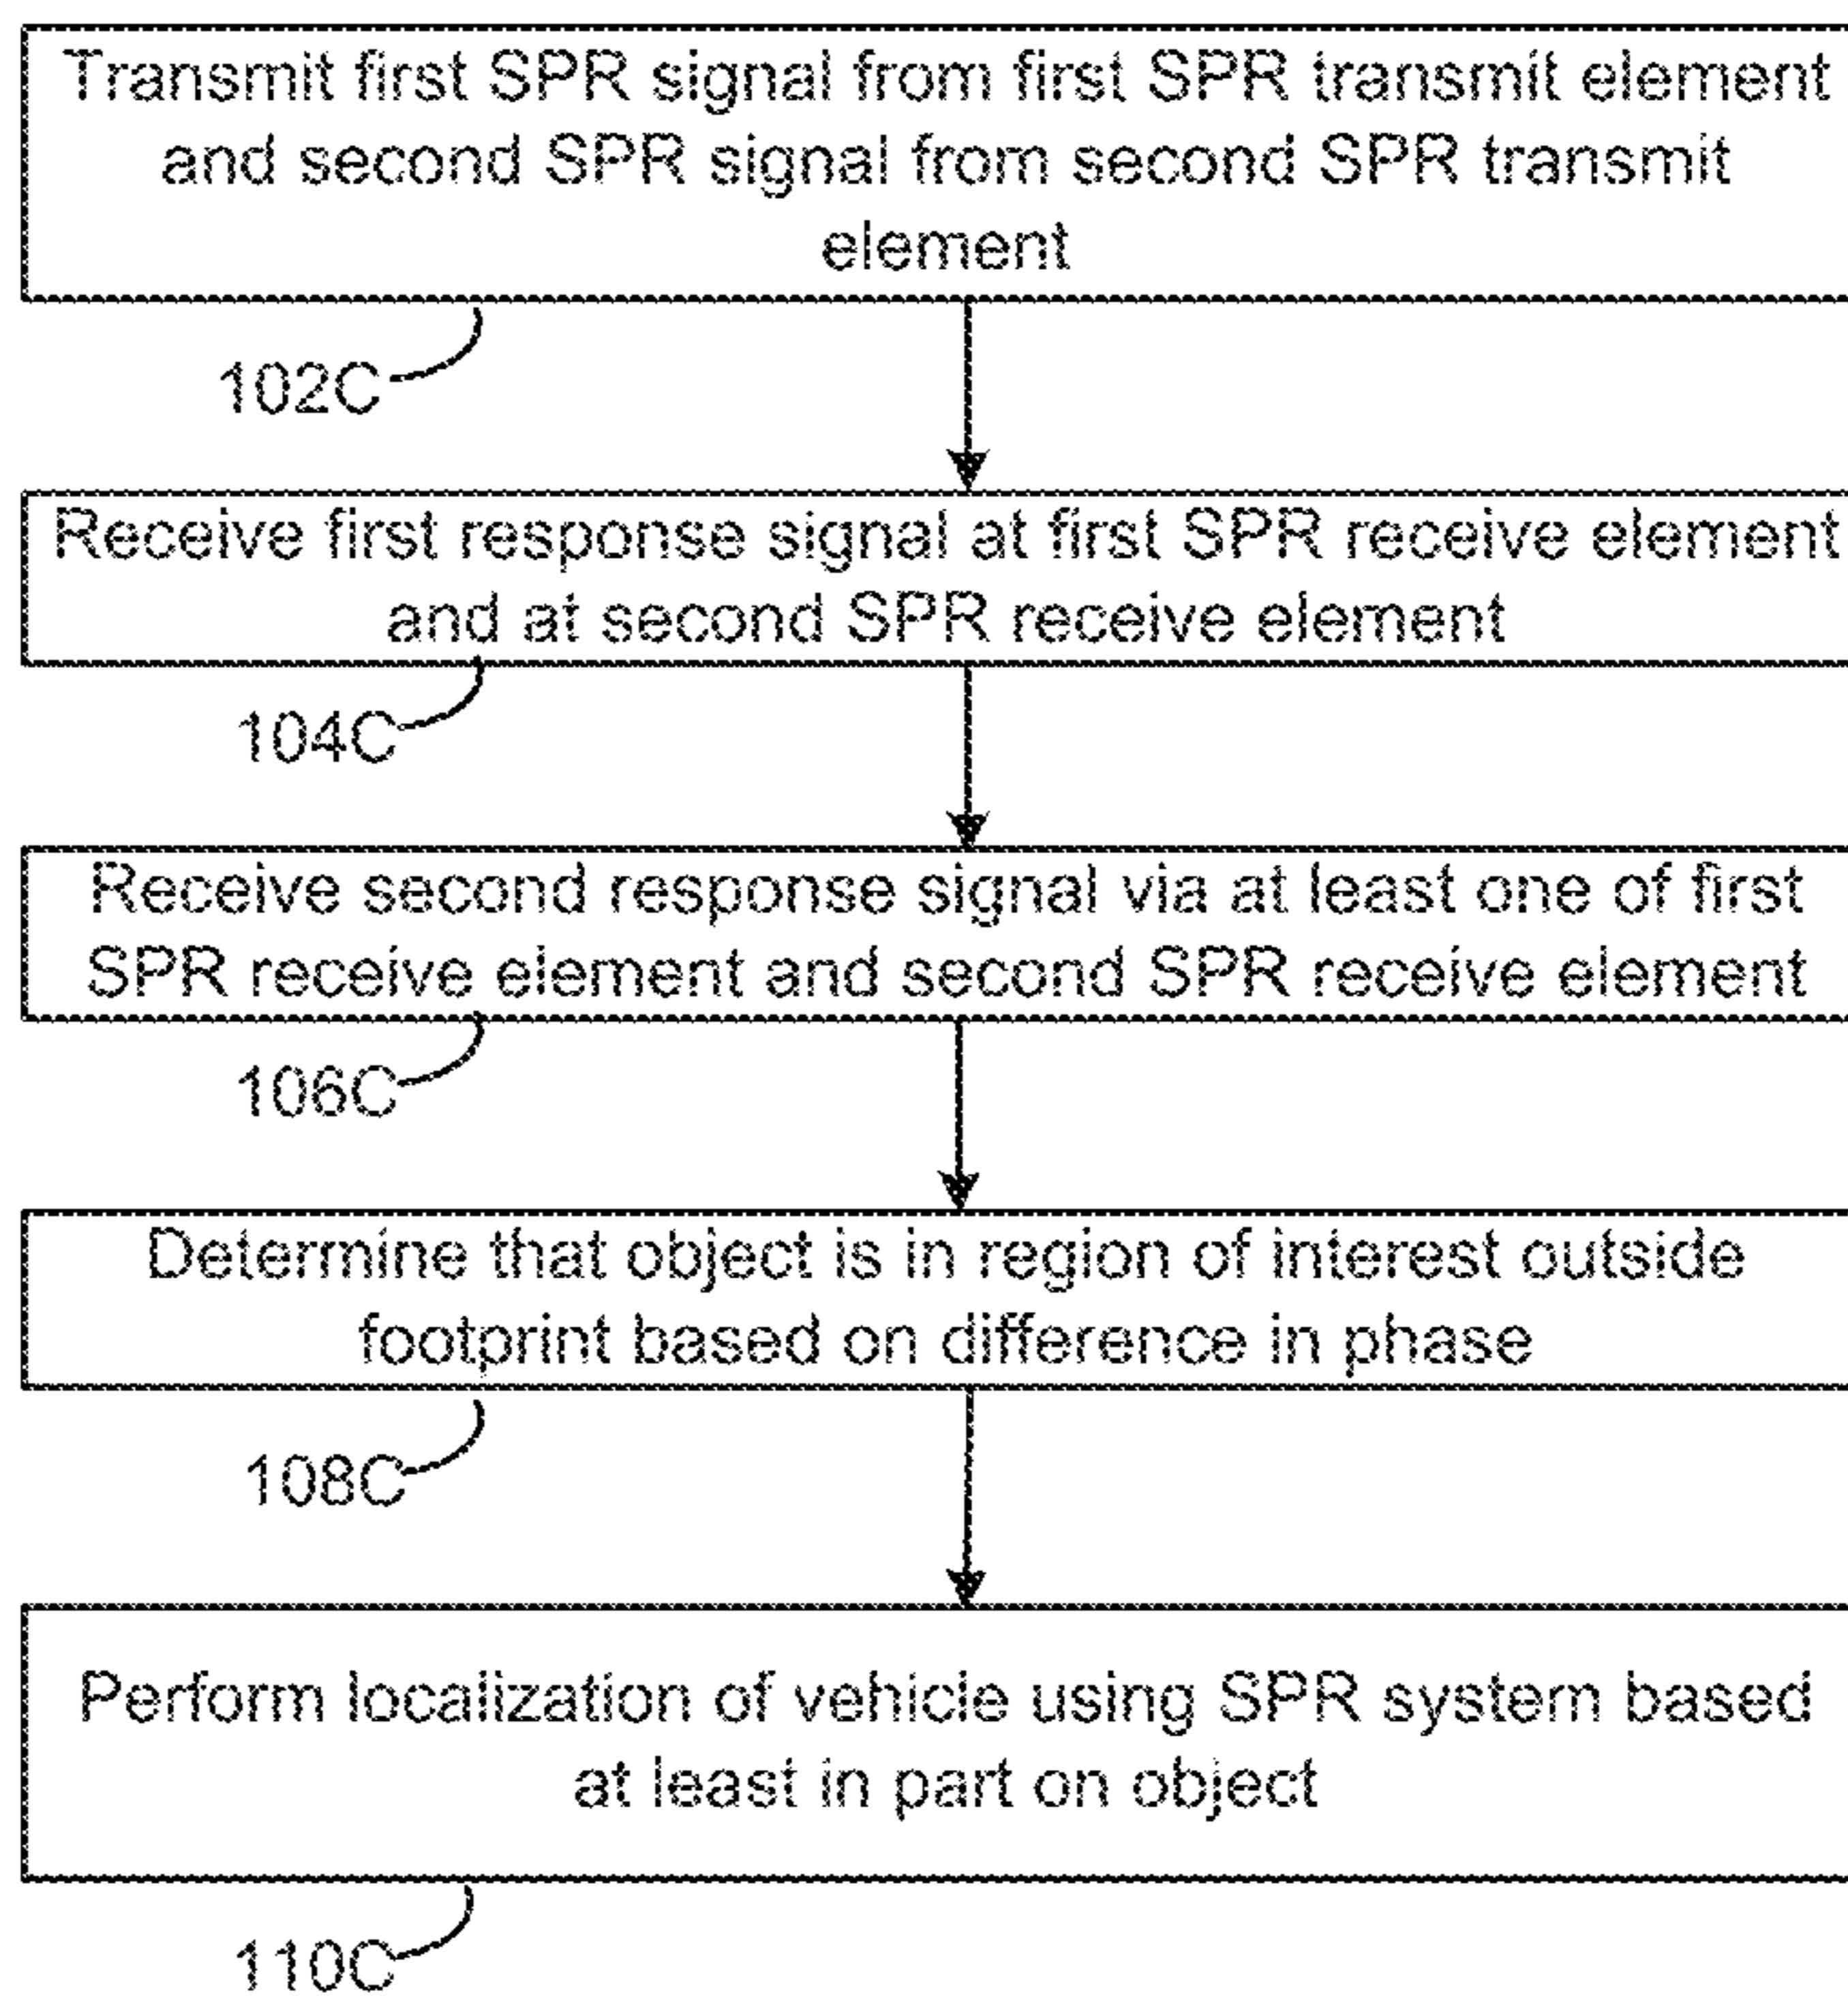 Transmit first SPR signal from first SPR transmit element
and second SPR signal from second SPR transmit
element
102C
Receive first response signal at first SPR receive element
and at second SPR receive element
104C
Receive second response signal via at least one of first
SPR receive element and second SPR receive element
106C
Determine that object is in region of interest outside
footprint based on difference in phase
108C
Perform localization of vehicle using SPR system based
at least in part on object
110C